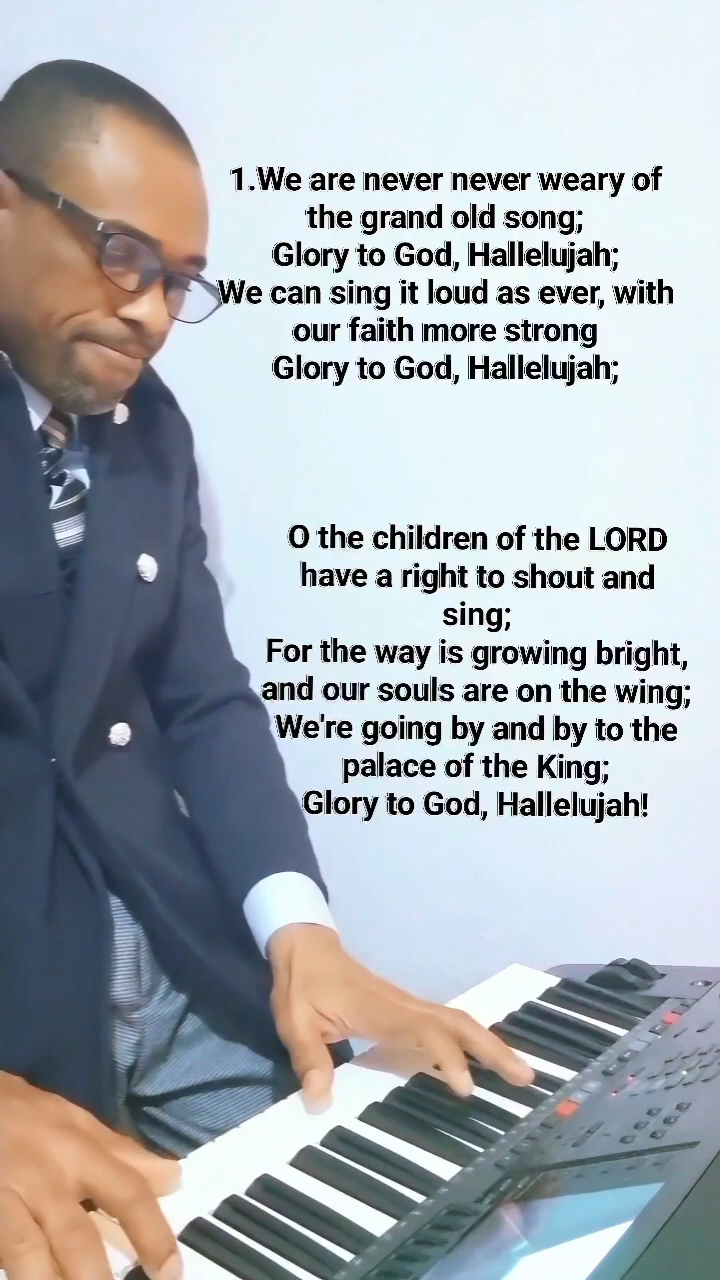 1.We are never never weary of
the grand old song;
Glory to God, Hallelujah;
We can sing it loud as ever, with
our faith more strong
Glory to God, Hallelujah;
O the children of the LORD
have a right to shout and
sing;
For the way is growing bright,
and our souls are on the wing;
We're going by and by to the
palace of the King;
Glory to God, Hallelujah!